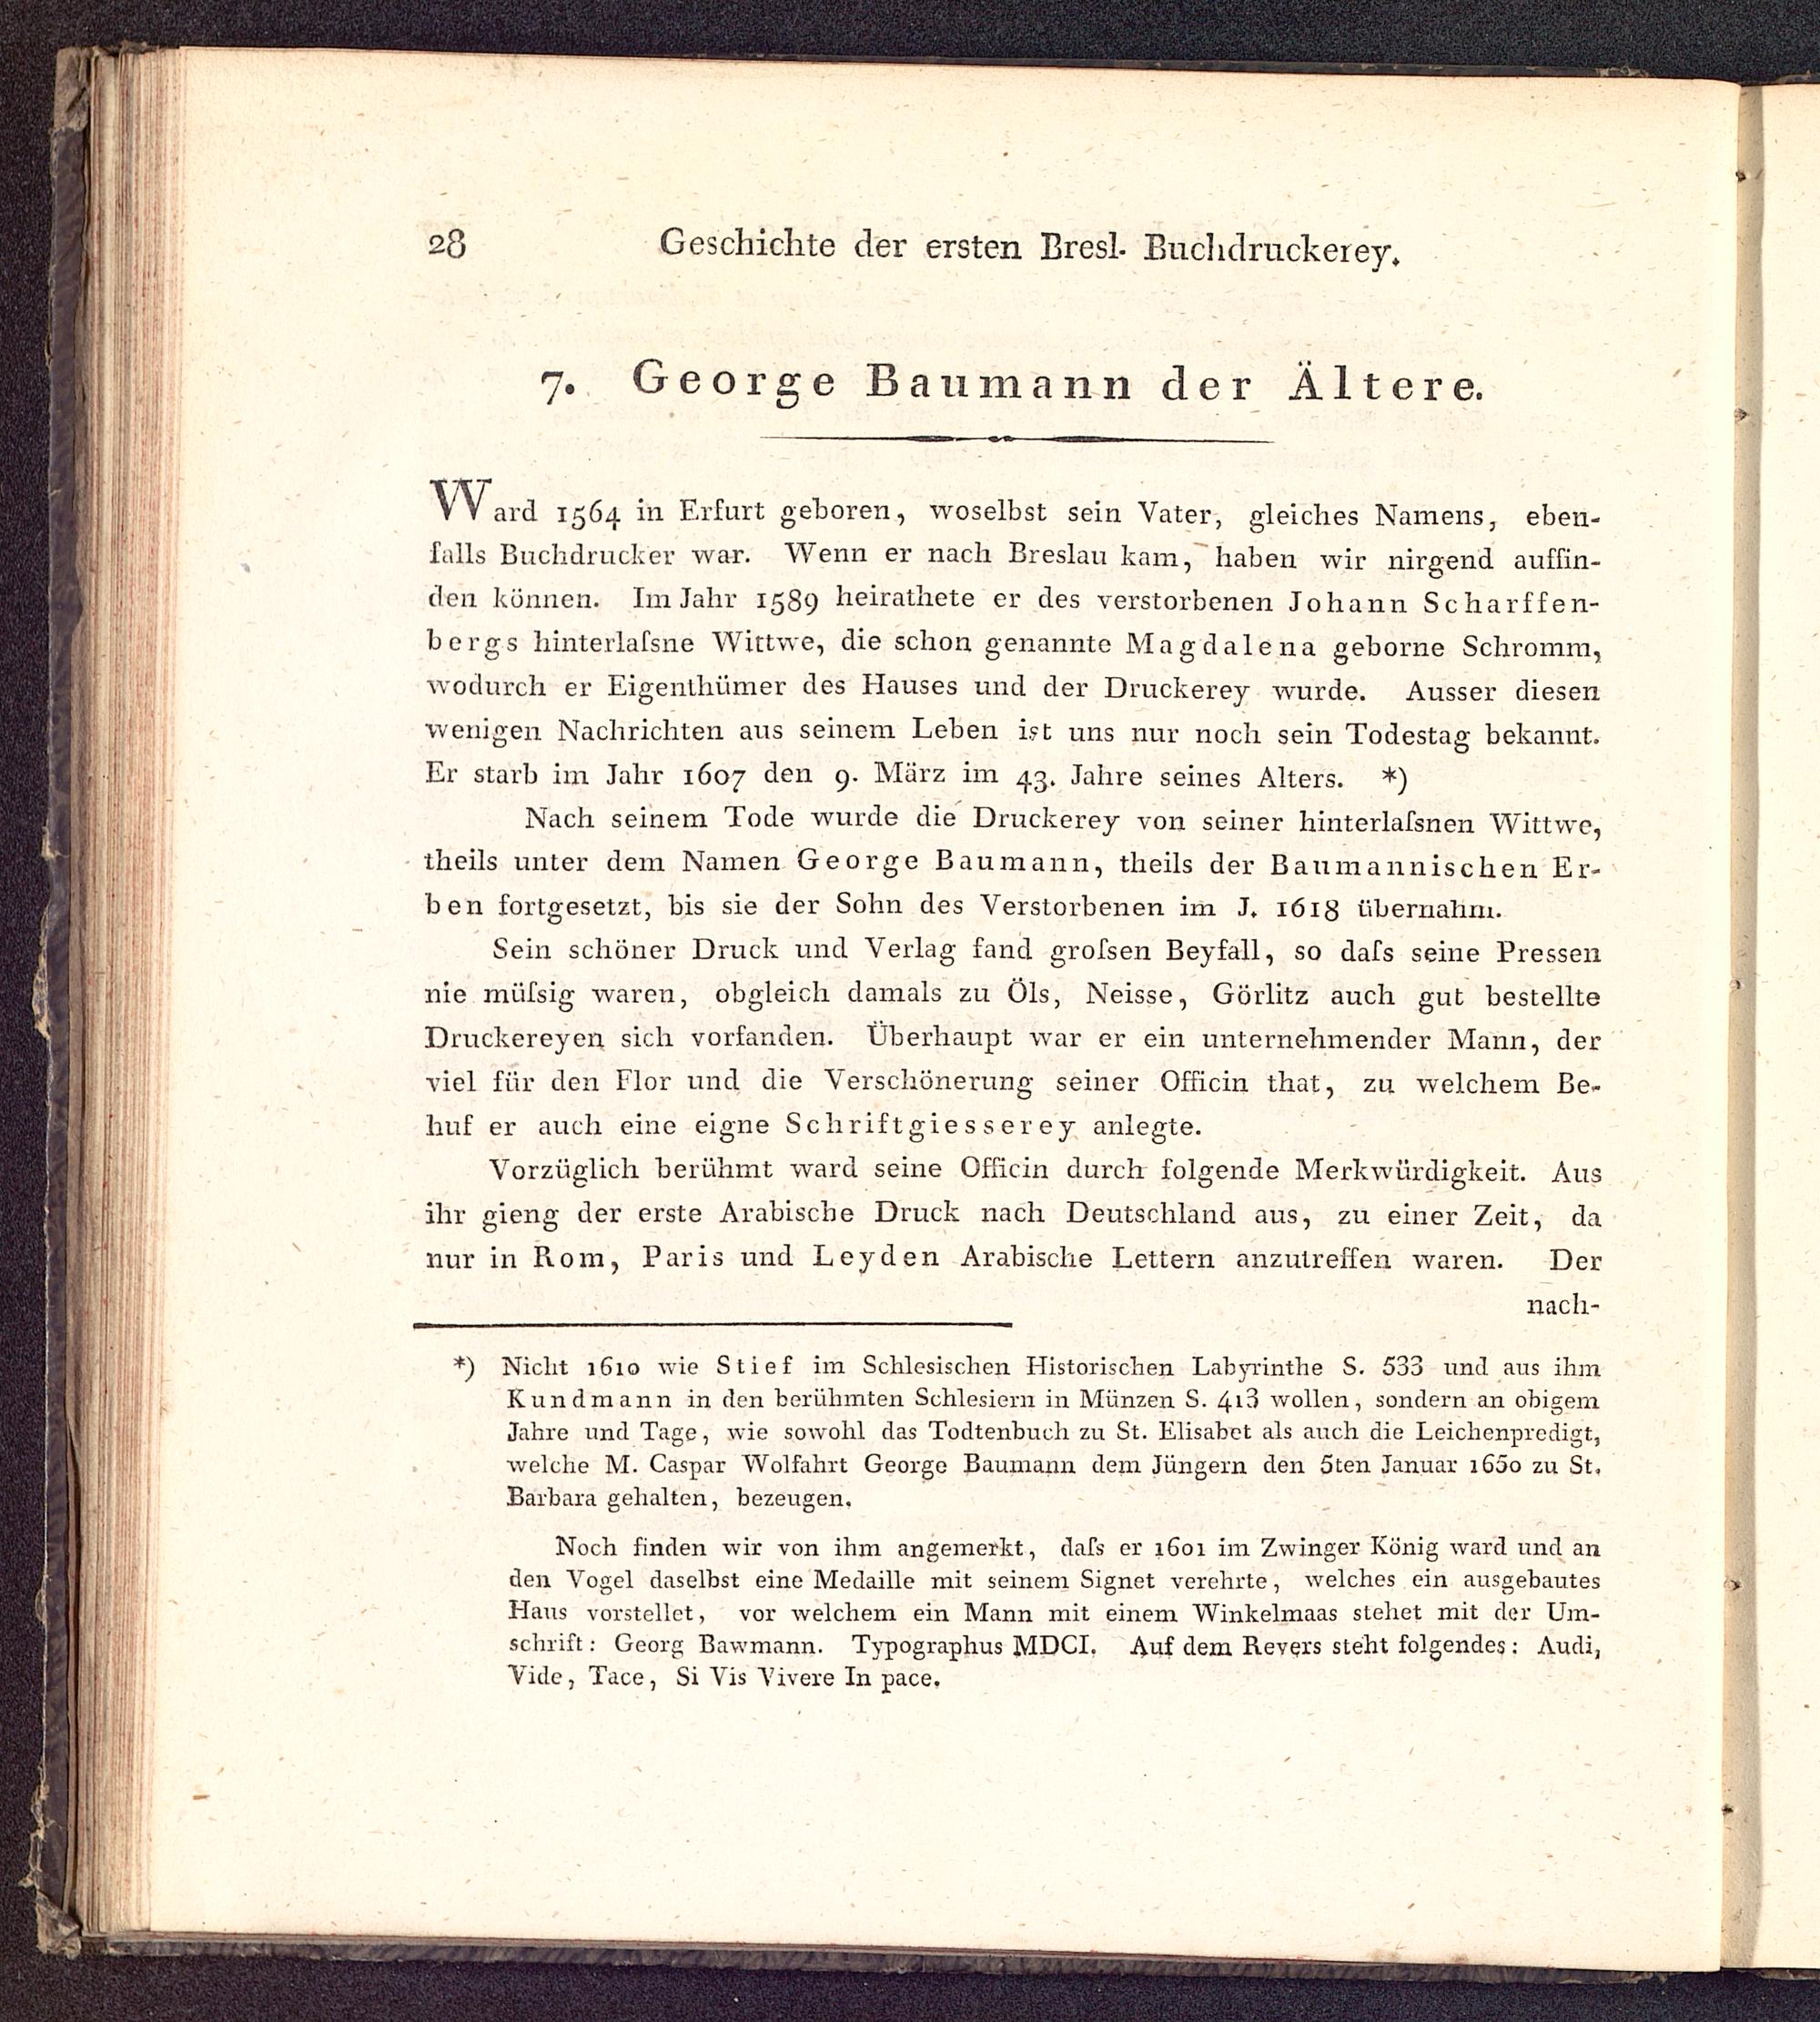 28 Geschichte der ersten Bresl. Buchdruckerey.
7. George Baumann der Ältere.
Ward 1564 in Erfurt geboren, woselbst sein Vater, gleiches Namens, eben-
falls Buchdrucker war. Wenn er nach Breslau kam, haben wir nirgend auffin-
den können. Im Jahr 1589 heirathete er des verstorbenen Johann Scharffen-
bergs hinterlaſsne Wittwe, die schon genannte Magdalena geborne Schromm,
wodurch er Eigenthümer des Hauses und der Druckerey wurde. Ausser diesen
wenigen Nachrichten aus seinem Leben ist uns nur noch sein Todestag bekannt.
Er starb im Jahr 1607 den 9. März im 43. Jahre seines Alters. *)
Nach seinem Tode wurde die Druckerey von seiner hinterlaſsnen Wittwe,
theils unter dem Namen George Baumann, theils der Baumannischen Er-
ben fortgesetzt, bis sie der Sohn des Verstorbenen im J. 1618 übernahm.
Sein schöner Druck und Verlag fand groſsen Beyfall, so daſs seine Pressen
nie müſsig waren, obgleich damals zu Öls, Neisse, Görlitz auch gut bestellte
Druckereyen sich vorfanden. Überhaupt war er ein unternehmender Mann, der
viel für den Flor und die Verschönerung seiner Officin that, zu welchem Be-
huf er auch eine eigne Schriftgiesserey anlegte.
Vorzüglich berühmt ward seine Officin durch folgende Merkwürdigkeit. Aus
ihr gieng der erste Arabische Druck nach Deutschland aus, zu einer Zeit, da
nur in Rom, Paris und Leyden Arabische Lettern anzutreffen waren. Der
nach-
*) Nicht 1610 wie Stief im Schlesischen Historischen Labyrinthe S. 533 und aus ihm
Kundmann in den berühmten Schlesiern in Münzen S. 413 wollen, sondern an obigem
Jahre und Tage, wie sowohl das Todtenbuch zu St. Elisabet als auch die Leichenpredigt,
welche M. Caspar Wolfahrt George Baumann dem Jüngern den 5ten Januar 1650 zu St.
Barbara gehalten, bezeugen.
Noch finden wir von ihm angemerkt, daſs er 1601 im Zwinger König ward und an
den Vogel daselbst eine Medaille mit seinem Signet verehrte, welches ein ausgebautes
Haus vorstellet, vor welchem ein Mann mit einem Winkelmaas stehet mit der Um-
schrift: Georg Bawmann. Typographus MDCI. Auf dem Revers steht folgendes: Audi,
Vide, Tace, Si Vis Vivere In pace.